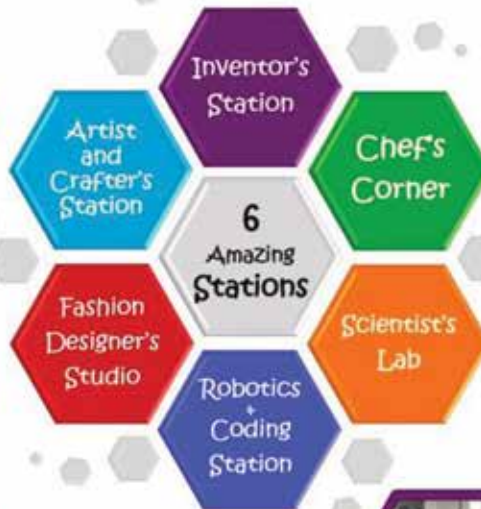 Inventor's
Station
Artist
and
Crafter's
Station
Chef's
Corner
6
Amazing
Stations
Fashion
Designer's
Studio
Scientist's
Lab
Robotics
+
Coding
Station